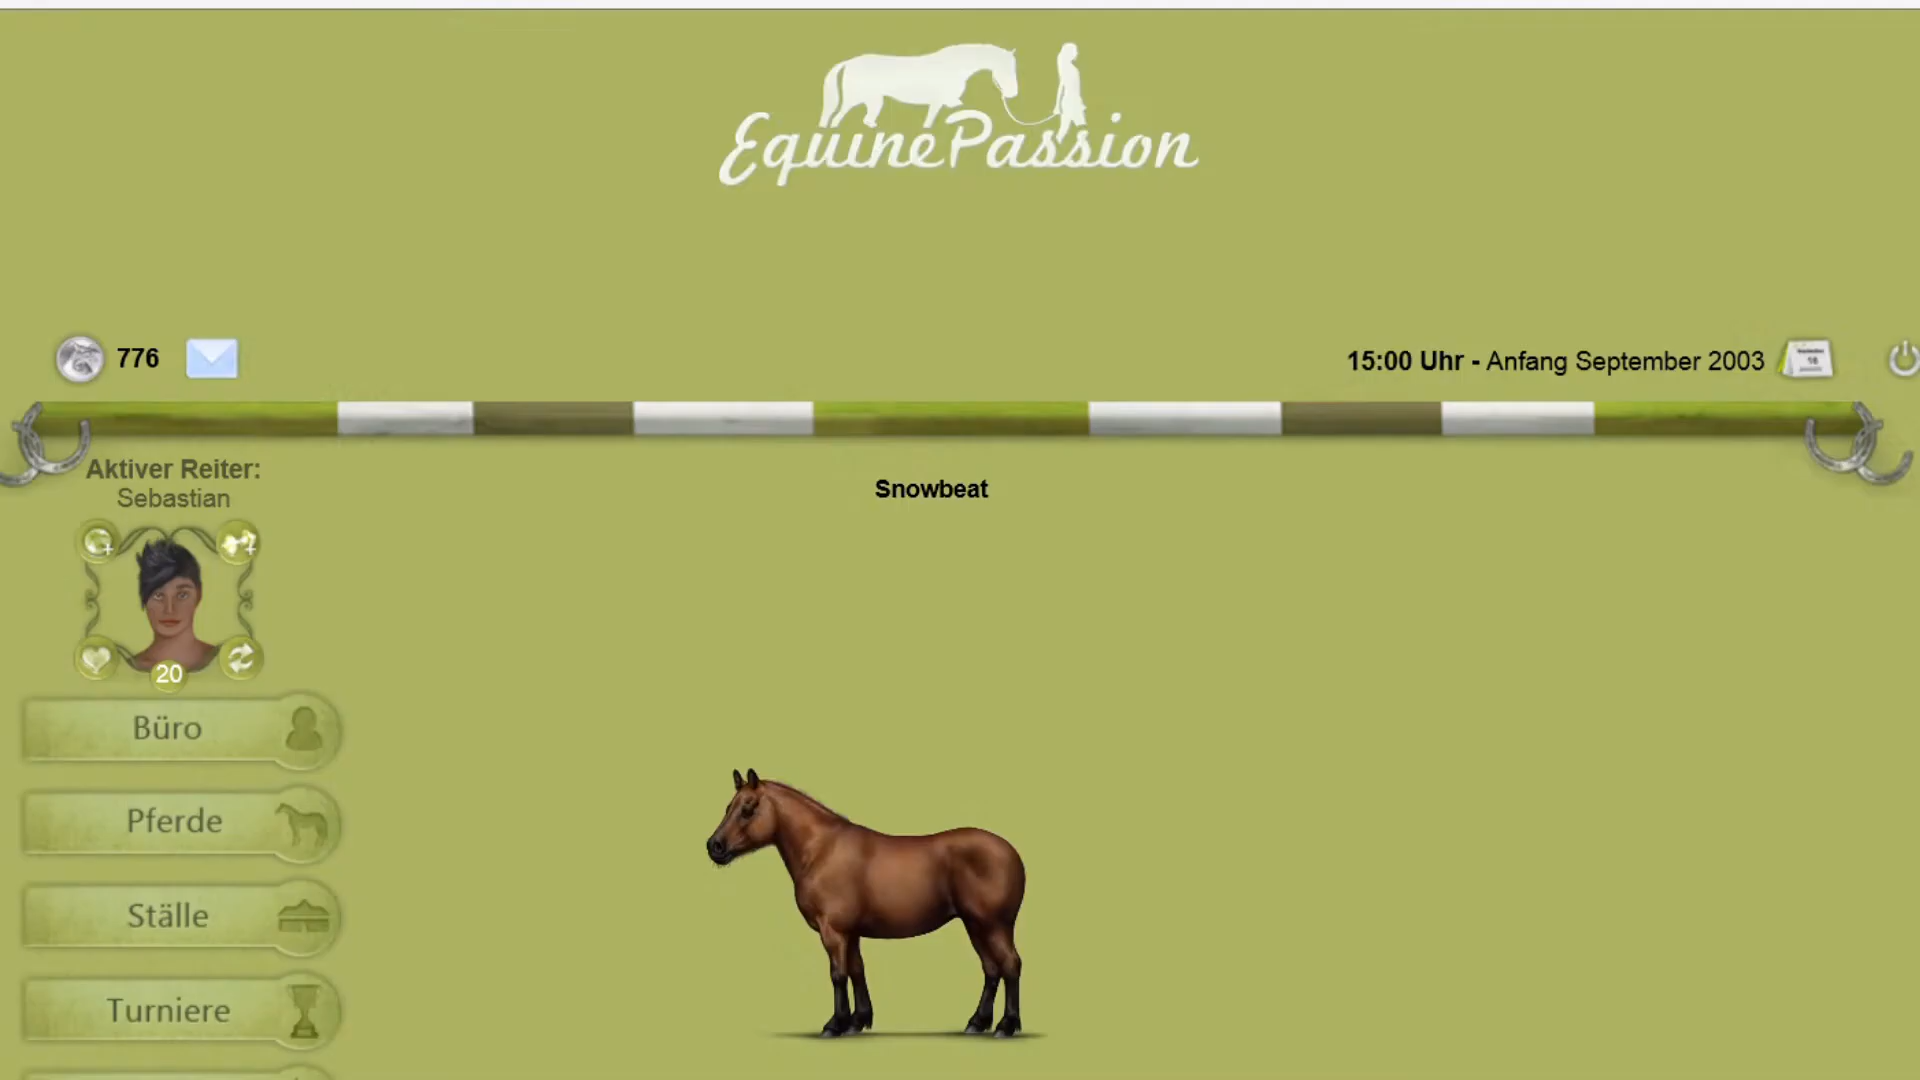 EquinePassion
776
15:00 Uhr - Anfang September 2003
Aktiver Reiter:
Sebastian
Snowbeat
20
Büro
Pferde
Ställe
Turniere